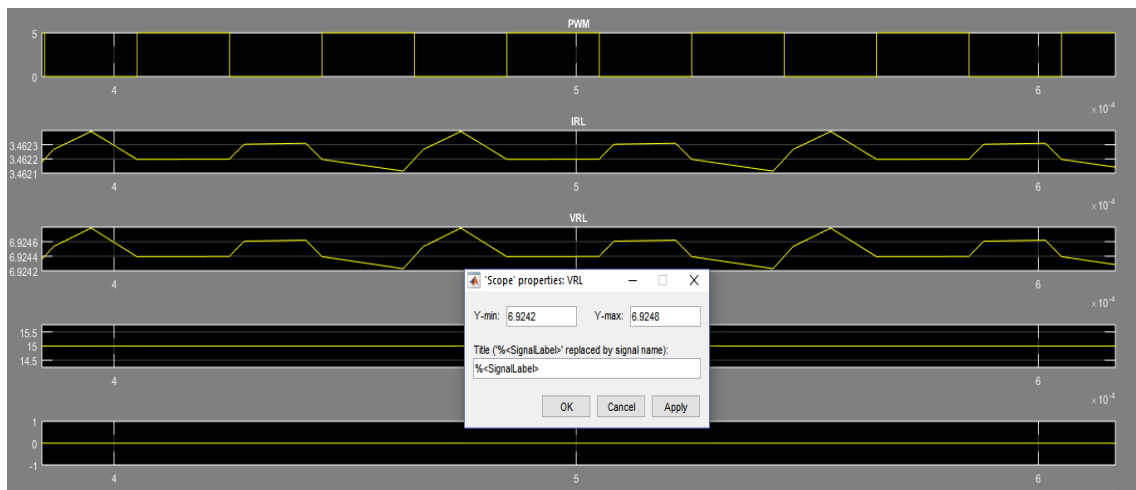 PWM
5
0
4 5 6
×10-4
IRL
3.4623
3.4622
3.4621
4 5 6
×10-4
VRL
6.9246
6.9244
6.9242
4 6
×10-4
'Scope' properties: VRL
Y-min: 6.9242 Y-max: 6.9248
Title ('%<SignalLabel>' replaced by signal name):
%<SignalLabel>
OK Cancel Apply
15.5
15
14.5
4 6
×10-4
1
0
-1
4 5 6